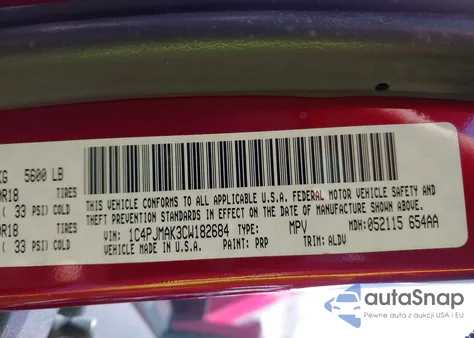 KG 5600 LB
0R18 TIRES
( 33 PSI) COLD
0R18 TIRES
( 33 PSI) COLD
THIS VEHICLE CONFORMS TO ALL APPLICABLE U.S.A. FEDERAL MOTOR VEHICLE SAFETY AND
THEFT PREVENTION STANDARDS IN EFFECT ON THE DATE OF MANUFACTURE SHOWN ABOVE.
VIN: 1C4PJMAK3CW182684 TYPE: MPV MDH: 052115 654AA
VEHICLE MADE IN U.S.A. PAINT: PRP TRIM: ALDV
autoSnap
Pewne auta z aukcji USA i EU